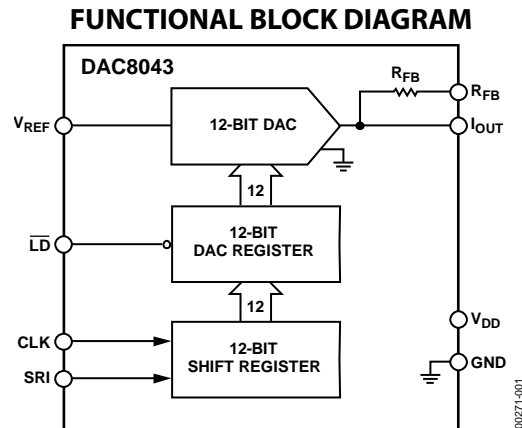 FUNCTIONAL BLOCK DIAGRAM
DAC8043
RFB
RFB
VREF
12-BIT DAC
IOUT
12
LD
12-BIT
DAC REGISTER
12
VDD
CLK
12-BIT
SHIFT REGISTER
GND
SRI
00271-001